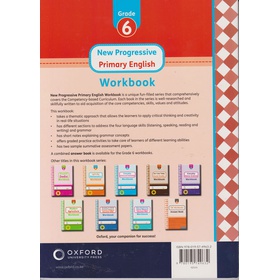 Grade
6
New Progressive
Primary English
Workbook
New Progressive Primary English Workbook is a unique fun-filled series that comprehensively
covers the Competency-Based Curriculum. Each book in the series is well-researched and
skilfully written to aid acquisition of the core competencies, skills, values and attitudes.
This workbook:
• takes a thematic approach that allows the learners to apply critical thinking and creativity
in real-life situations
• has different sections to address the four language skills (listening, speaking, reading and
writing) and grammar
• has short notes explaining grammar concepts
• offers graded practice activities to take care of learners of different learning abilities
• has two sample summative assessment papers.
A combined answer book is available for the Grade 6 workbooks.
Other titles in this workbook series:
Oxford, your companion for success!
OXFORD
UNIVERSITY PRESS